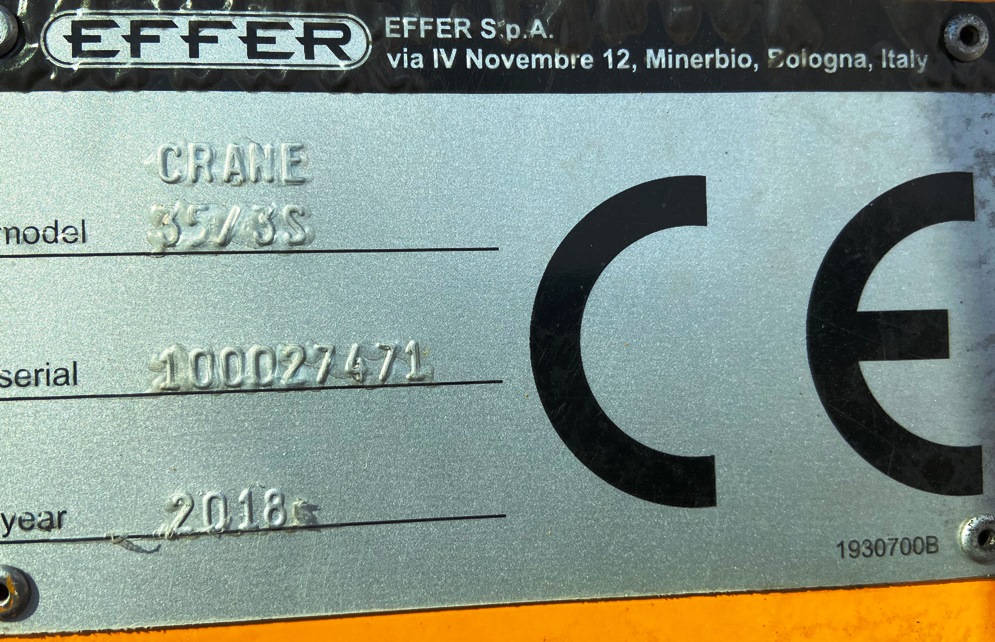 EFFER
EFFER S.p.A.
via IV Novembre 12, Minerbio, Bologna, Italy
CRANE
model 35/3S
serial 100027471
year 2018
CE
1930700B